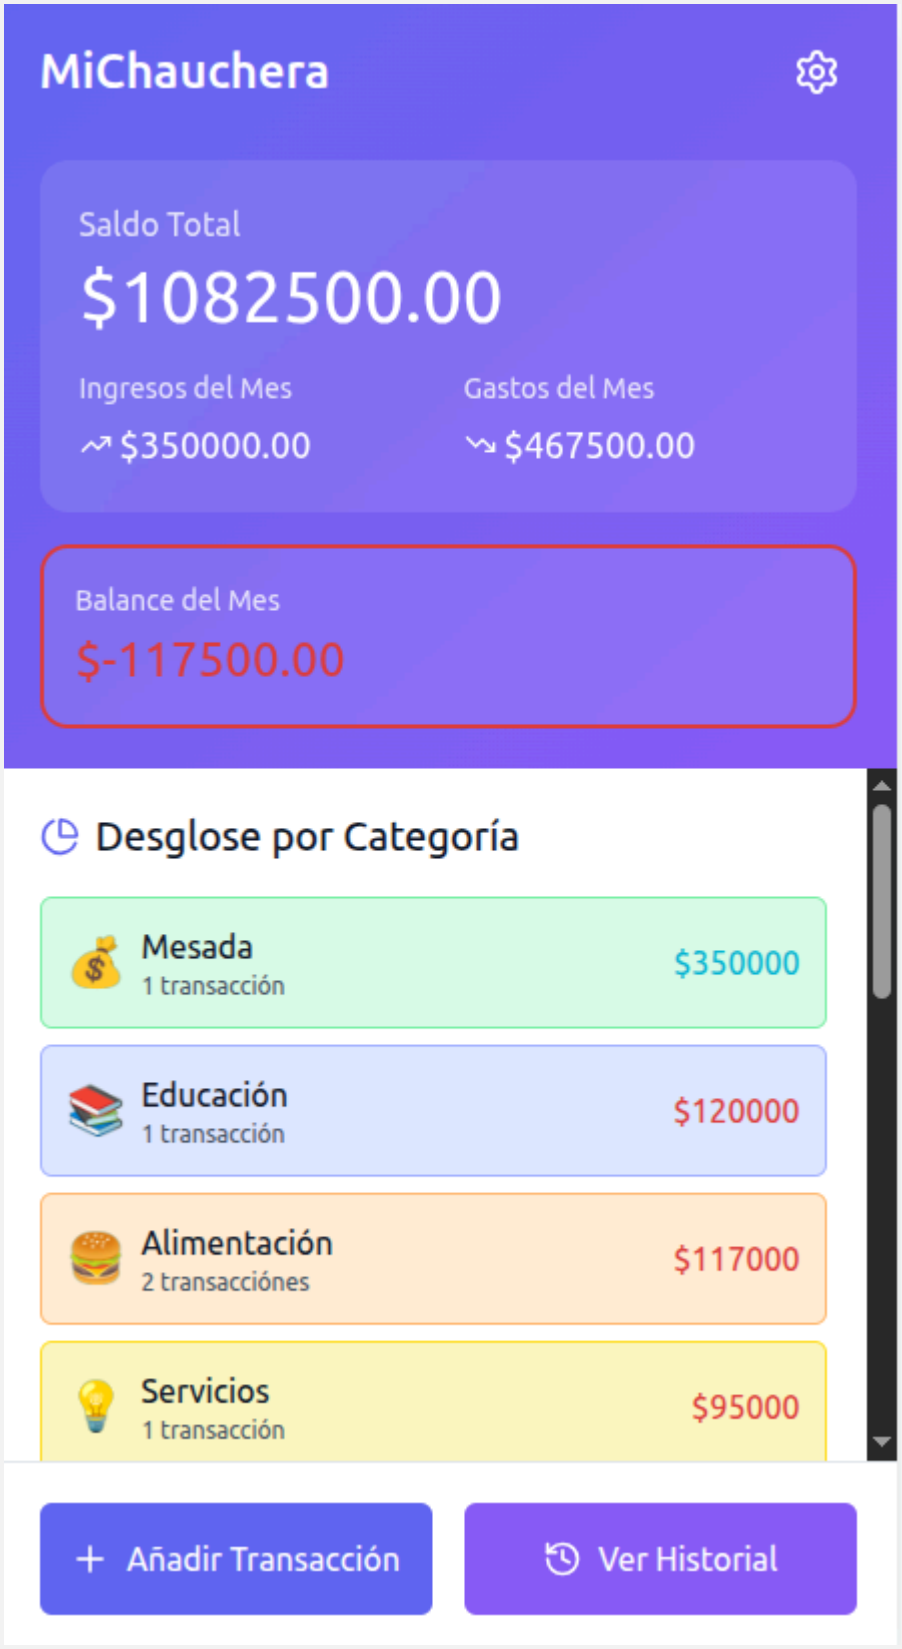 MiChauchera
Saldo Total
$1082500.00
Ingresos del Mes Gastos del Mes
$350000.00 $467500.00
Balance del Mes
$-117500.00
Desglose por Categoría
Mesada
1 transacción
$350000
Educación
1 transacción
$120000
Alimentación
2 transacciónes
$117000
Servicios
1 transacción
$95000
Añadir Transacción Ver Historial